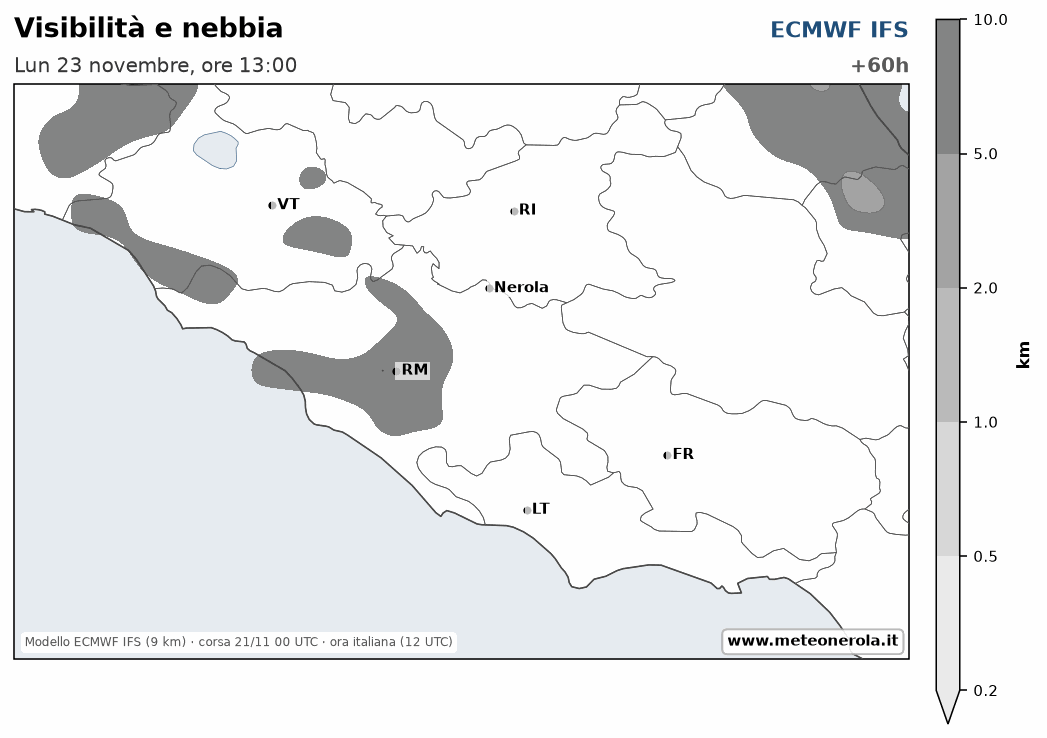 Visibilità e nebbia
ECMWF IFS
Lun 23 novembre, ore 13:00
+60h
10.0
5.0
2.0
1.0
0.5
0.2
km
VT
RI
Nerola
RM
FR
LT
Modello ECMWF IFS (9 km) · corsa 21/11 00 UTC · ora italiana (12 UTC)
www.meteonerola.it